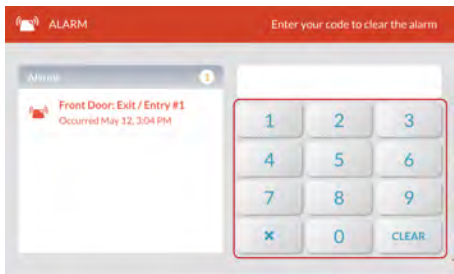 ALARM
Enter your code to clear the alarm
Alarms
1
Front Door: Exit / Entry #1
Occurred May 12, 3:04 PM
1 2 3
4 5 6
7 8 9
× 0 CLEAR